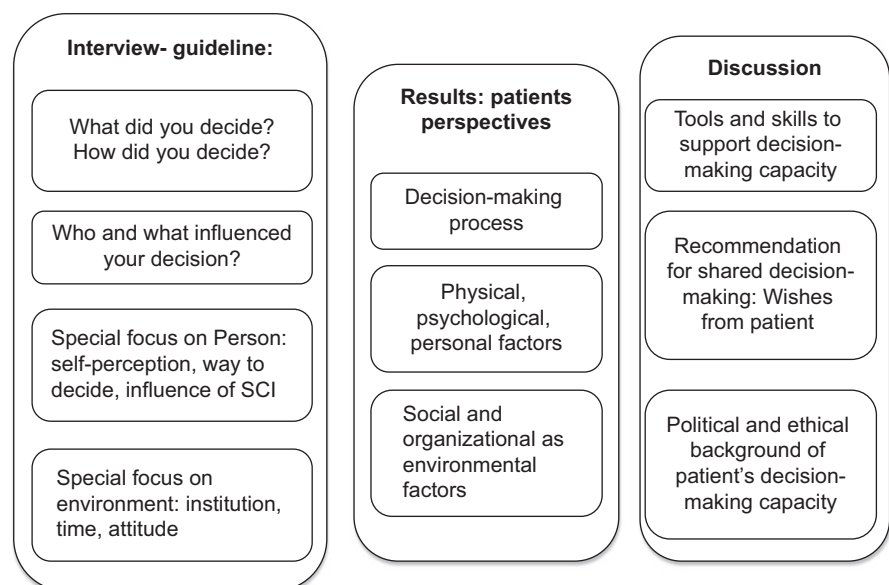 Interview- guideline:
What did you decide?
How did you decide?
Who and what influenced
your decision?
Special focus on Person:
self-perception, way to
decide, influence of SCI
Special focus on
environment: institution,
time, attitude
Results: patients
perspectives
Decision-making
process
Physical,
psychological,
personal factors
Social and
organizational as
environmental
factors
Discussion
Tools and skills to
support decision-
making capacity
Recommendation
for shared decision-
making: Wishes
from patient
Political and ethical
background of
patient’s decision-
making capacity